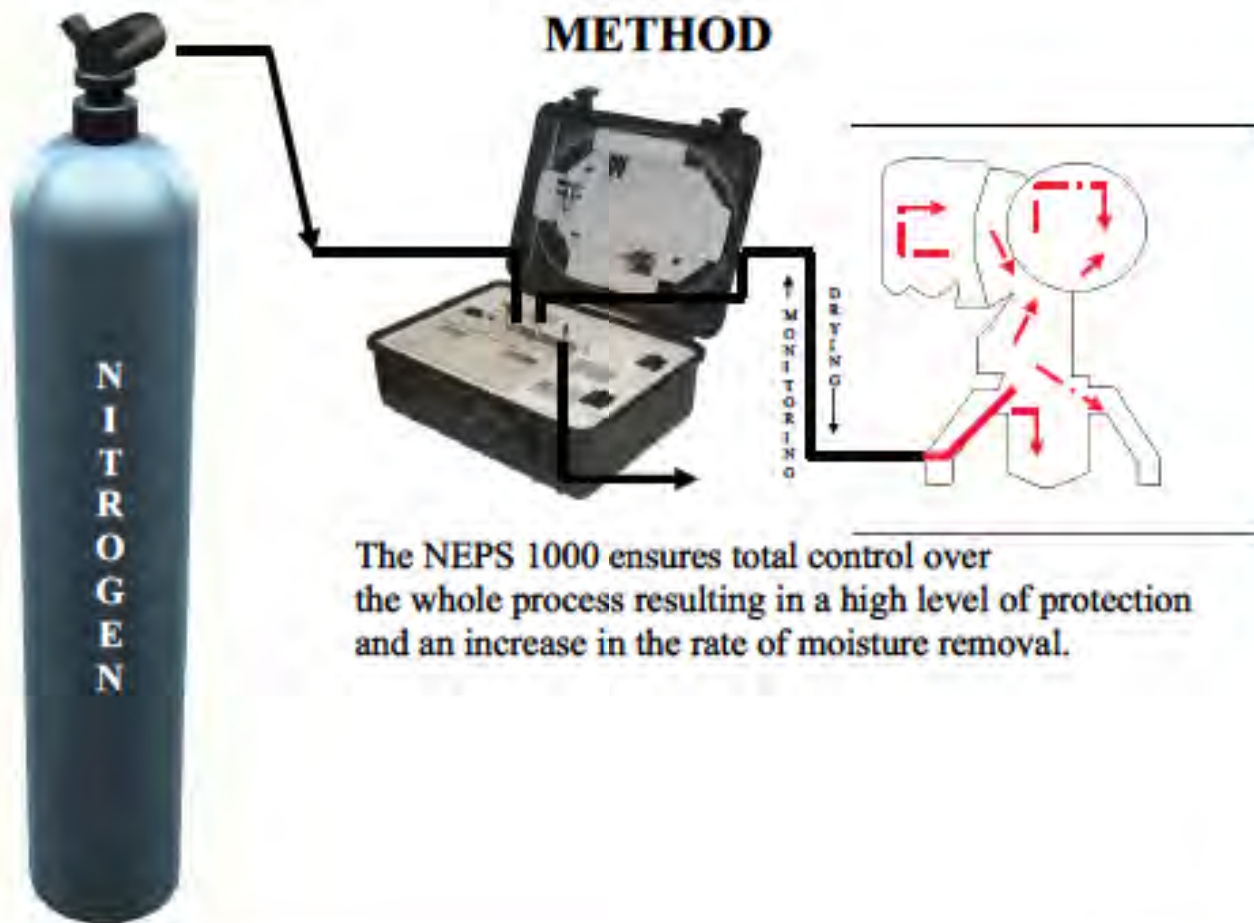 METHOD
NITROGEN
MONITORING
DRYING
The NEPS 1000 ensures total control over
the whole process resulting in a high level of protection
and an increase in the rate of moisture removal.